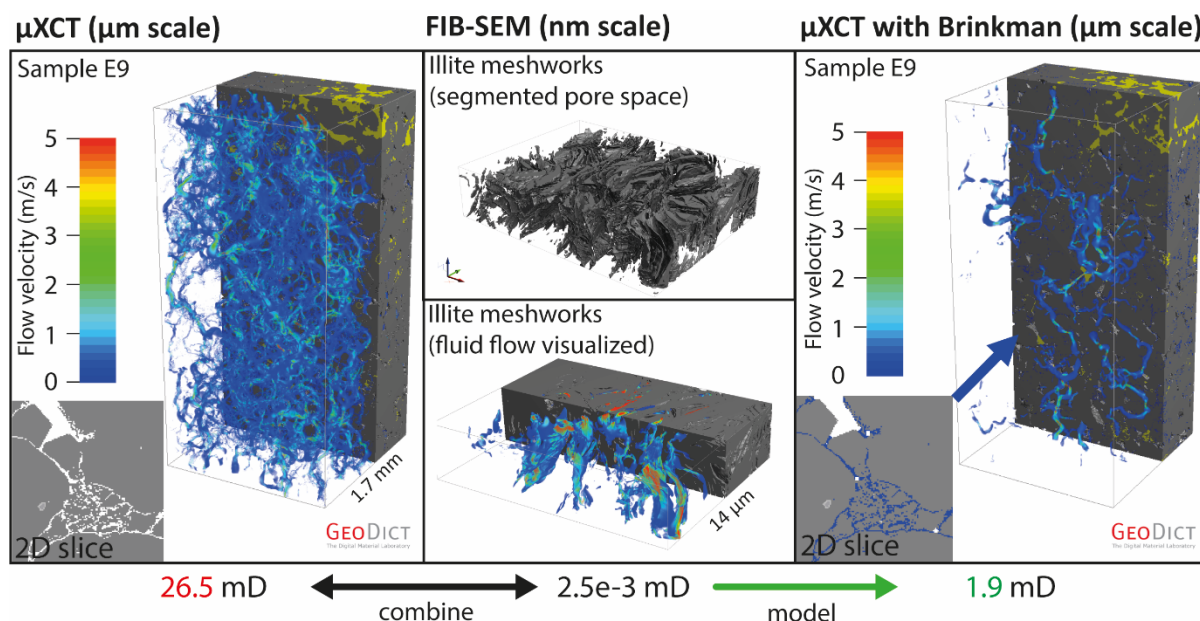 μXCT (μm scale)
FIB-SEM (nm scale)
μXCT with Brinkman (μm scale)
Sample E9
5
4
3
2
1
0
Flow velocity (m/s)
2D slice
1.7 mm
GEODICT
The Digital Material Laboratory
Illite meshworks
(segmented pore space)
Illite meshworks
(fluid flow visualized)
14 μm
Sample E9
5
4
3
2
1
0
Flow velocity (m/s)
2D slice
GEODICT
The Digital Material Laboratory
26.5 mD
combine
2.5e-3 mD
model
1.9 mD